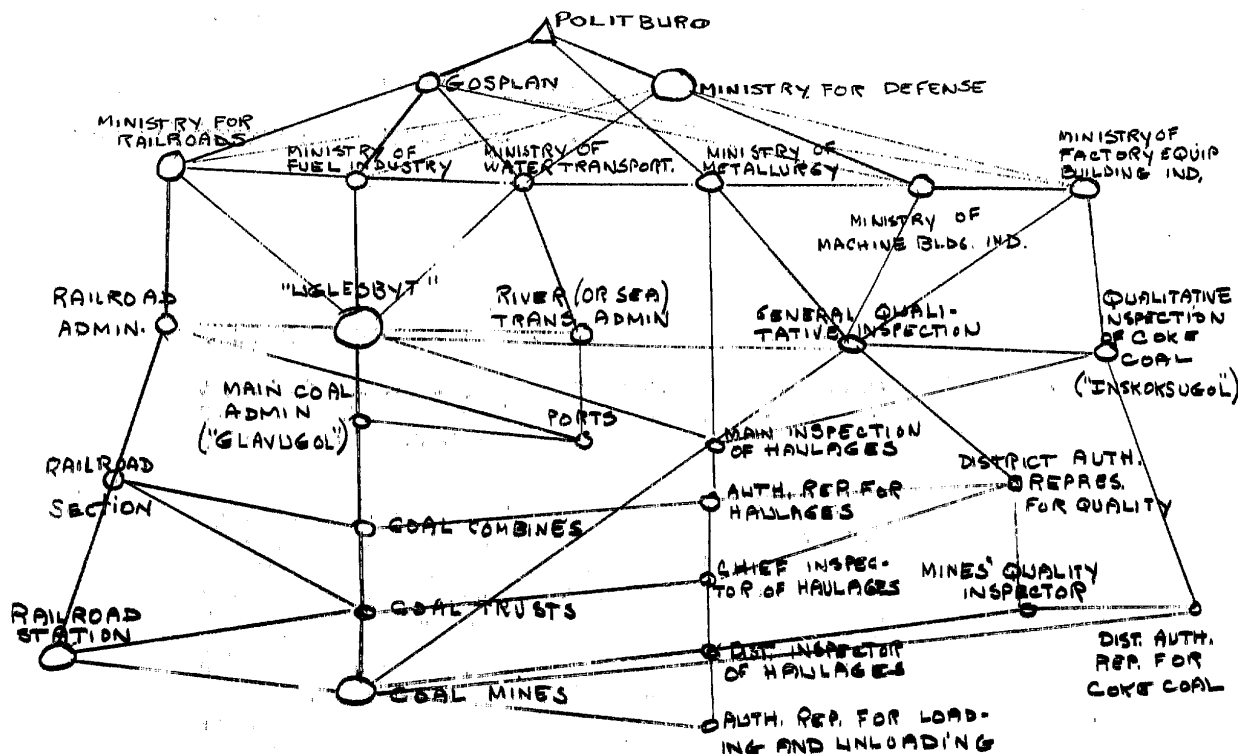 POLITBURO
GOSPLAN
MINISTRY FOR DEFENSE
MINISTRY FOR
RAILROADS
MINISTRY OF
FUEL INDUSTRY
MINISTRY OF
WATER TRANSPORT.
MINISTRY OF
METALLURGY
MINISTRY OF
MACHINE BLDG. IND.
MINISTRY OF
FACTORY EQUIP
BUILDING IND.
RAILROAD
ADMIN.
"UGLESBYT"
RIVER (OR SEA)
TRANS. ADMIN
GENERAL QUALI-
TATIVE INSPECTION
QUALITATIVE
INSPECTION
OF COKE
COAL
("INSKOKSUGOL")
MAIN COAL
ADMIN
("GLAVUGOL")
PORTS
MAIN INSPECTION
OF HAULAGES
RAILROAD
SECTION
COAL COMBINES
AUTH. REP. FOR
HAULAGES
DISTRICT AUTH.
REPRES.
FOR QUALITY
COAL TRUSTS
CHIEF INSPEC-
TOR OF HAULAGES
MINES' QUALITY
INSPECTOR
RAILROAD
STATION
COAL MINES
DIST. INSPECTOR
OF HAULAGES
DIST. AUTH.
REP. FOR
COKE COAL
AUTH. REP. FOR LOAD-
ING AND UNLOADING